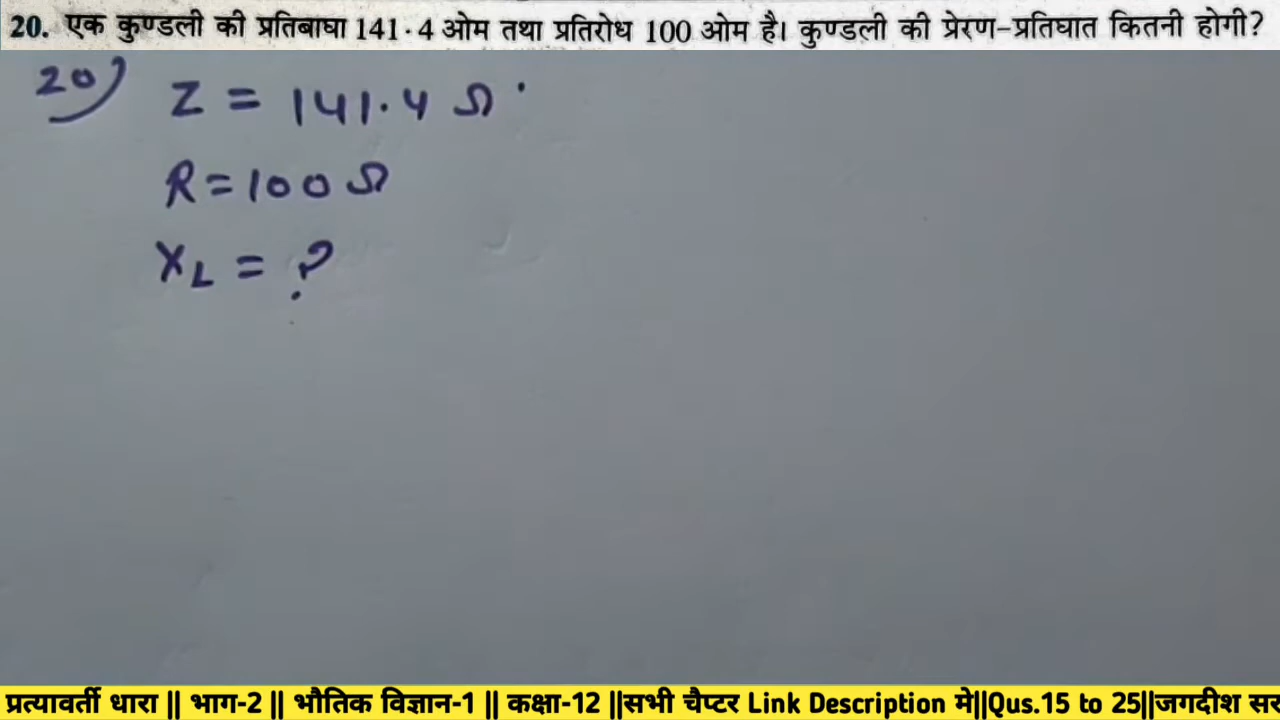 20. एक कुण्डली की प्रतिबाघा 141·4 ओम तथा प्रतिरोध 100 ओम है। कुण्डली की प्रेरण-प्रतिघात कितनी होगी?
20)
Z = 141.4 Ω
R = 100 Ω
XL = ?
प्रत्यावर्ती धारा || भाग-2 || भौतिक विज्ञान-1 || कक्षा-12 ||सभी चैप्टर Link Description मे||Qus.15 to 25||जगदीश